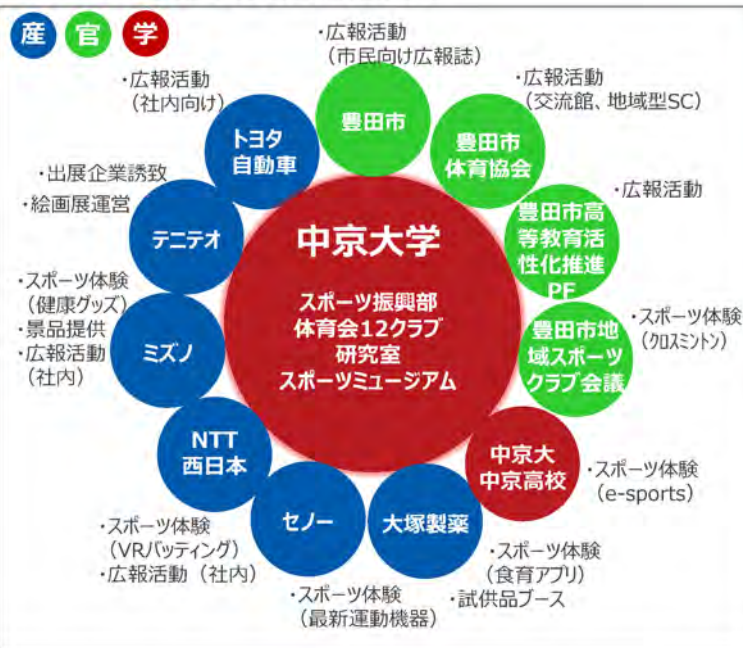 産 官 学
・広報活動
（市民向け広報誌）
・広報活動
（社内向け）
・広報活動
（交流館、地域型SC）
豊田市
トヨタ
自動車
豊田市
体育協会
・出展企業誘致
・絵画展運営
・広報活動
テニテオ
豊田市高
等教育活
性化推進
PF
中京大学
スポーツ振興部
体育会12クラブ
研究室
スポーツミュージアム
・スポーツ体験
（健康グッズ）
・景品提供
・広報活動
（社内）
ミズノ
豊田市地
域スポーツ
クラブ会議
・スポーツ体験
（クロスミントン）
NTT
西日本
中京大
中京高校
・スポーツ体験
（e-sports）
セノー
大塚製薬
・スポーツ体験
（VRバッティング）
・広報活動（社内）
・スポーツ体験
（食育アプリ）
・試供品ブース
・スポーツ体験
（最新運動機器）